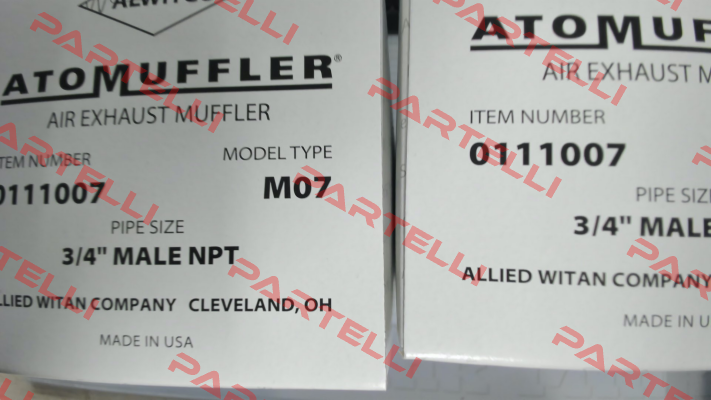 ATOMUFFLER®
AIR EXHAUST MUFFLER
ITEM NUMBER
MODEL TYPE
0111007
M07
PIPE SIZE
3/4" MALE NPT
ALLIED WITAN COMPANY CLEVELAND, OH
MADE IN USA
ATOMUF
AIR EXHAUST M
ITEM NUMBER
0111007
PIPE SIZ
3/4" MALE
ALLIED WITAN COMPANY
MADE IN U
PARTELLI
PARTELLI
PARTELLI
PARTELLI
PARTELLI
PARTELLI